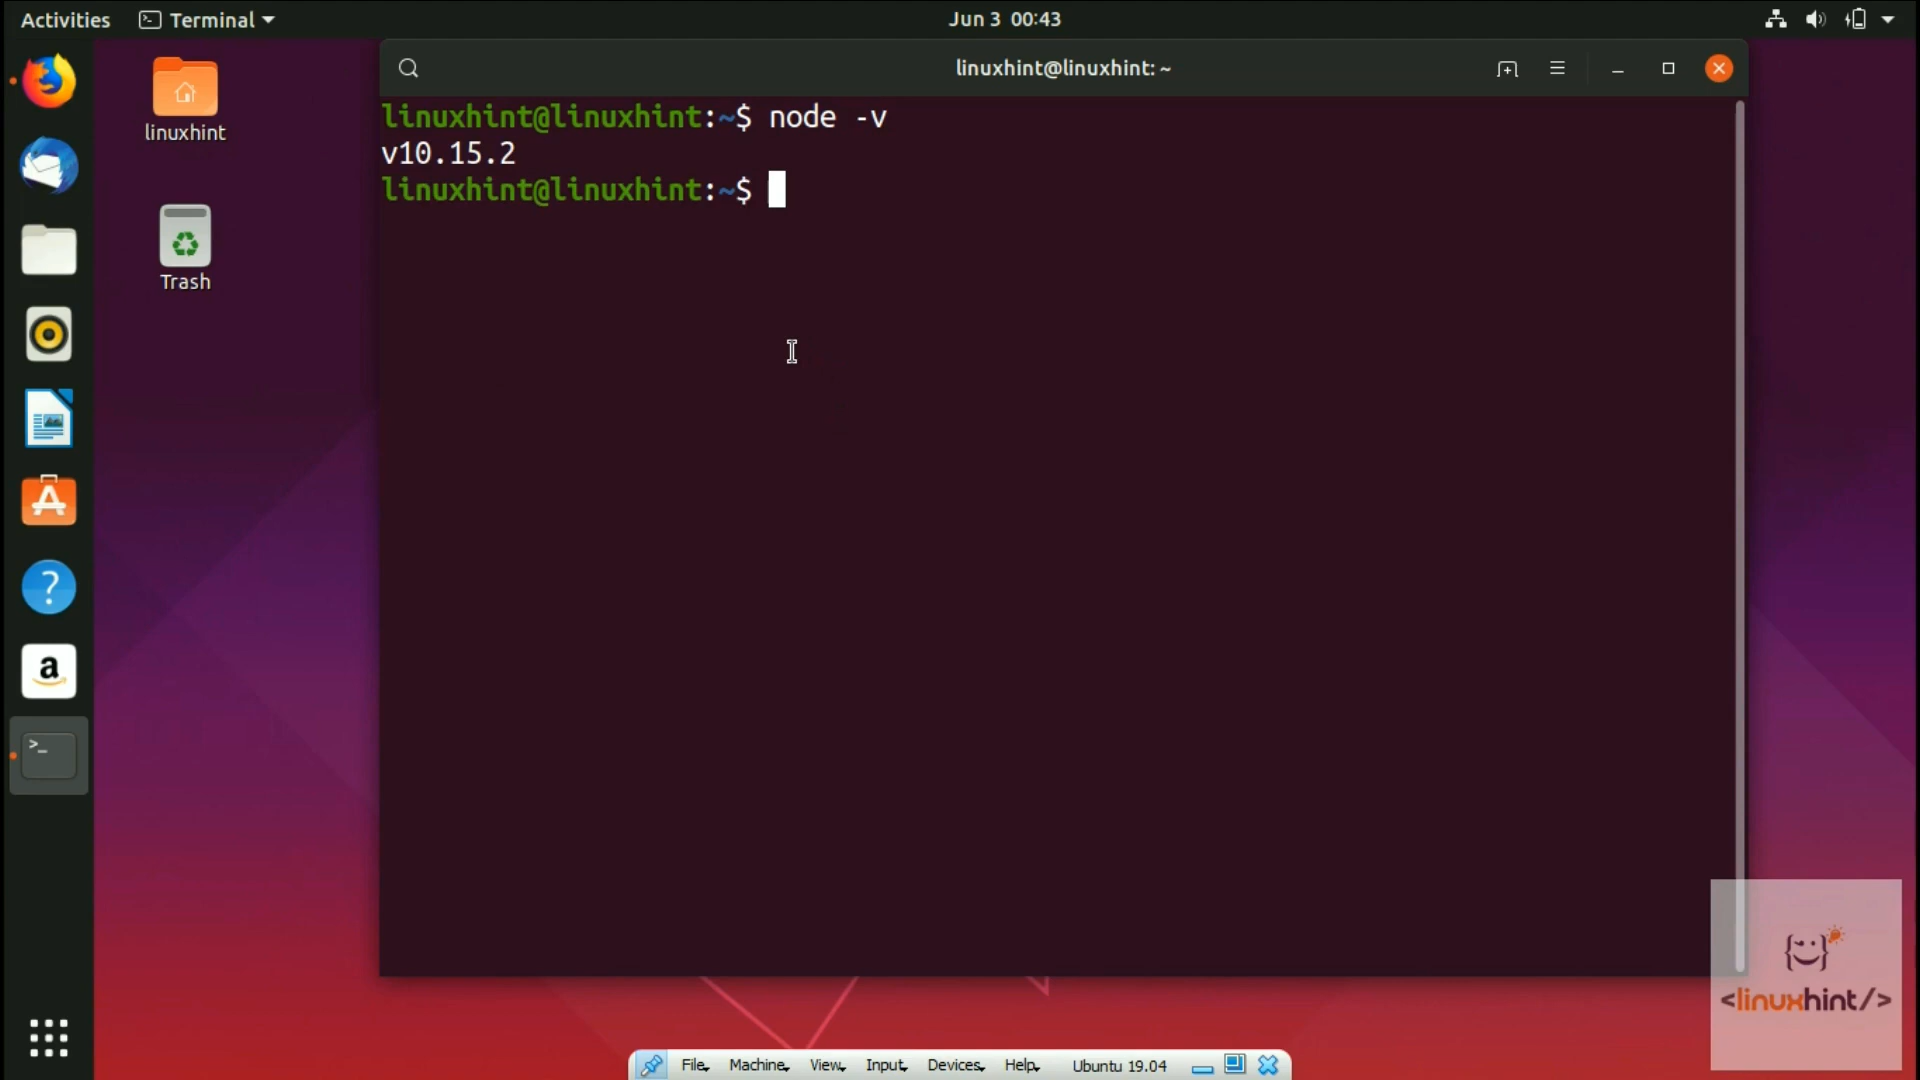 Activities
Terminal
Jun 3 00:43
linuxhint@linuxhint: ~
linuxhint
Trash
linuxhint@linuxhint:~$ node -v
v10.15.2
linuxhint@linuxhint:~$
?
a
>_
<linuxhint/>
File
Machine
View
Input
Devices
Help
Ubuntu 19.04